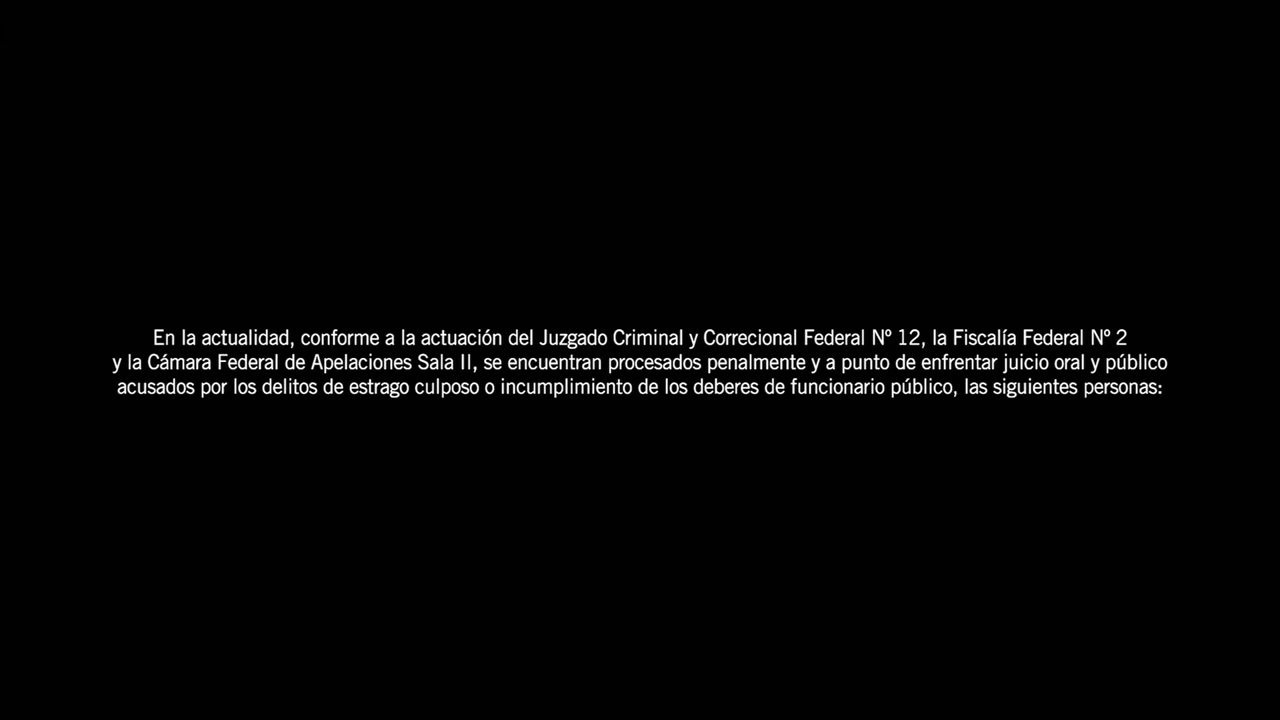 En la actualidad, conforme a la actuación del Juzgado Criminal y Correcional Federal Nº 12, la Fiscalía Federal Nº 2
y la Cámara Federal de Apelaciones Sala II, se encuentran procesados penalmente y a punto de enfrentar juicio oral y público
acusados por los delitos de estrago culposo o incumplimiento de los deberes de funcionario público, las siguientes personas: